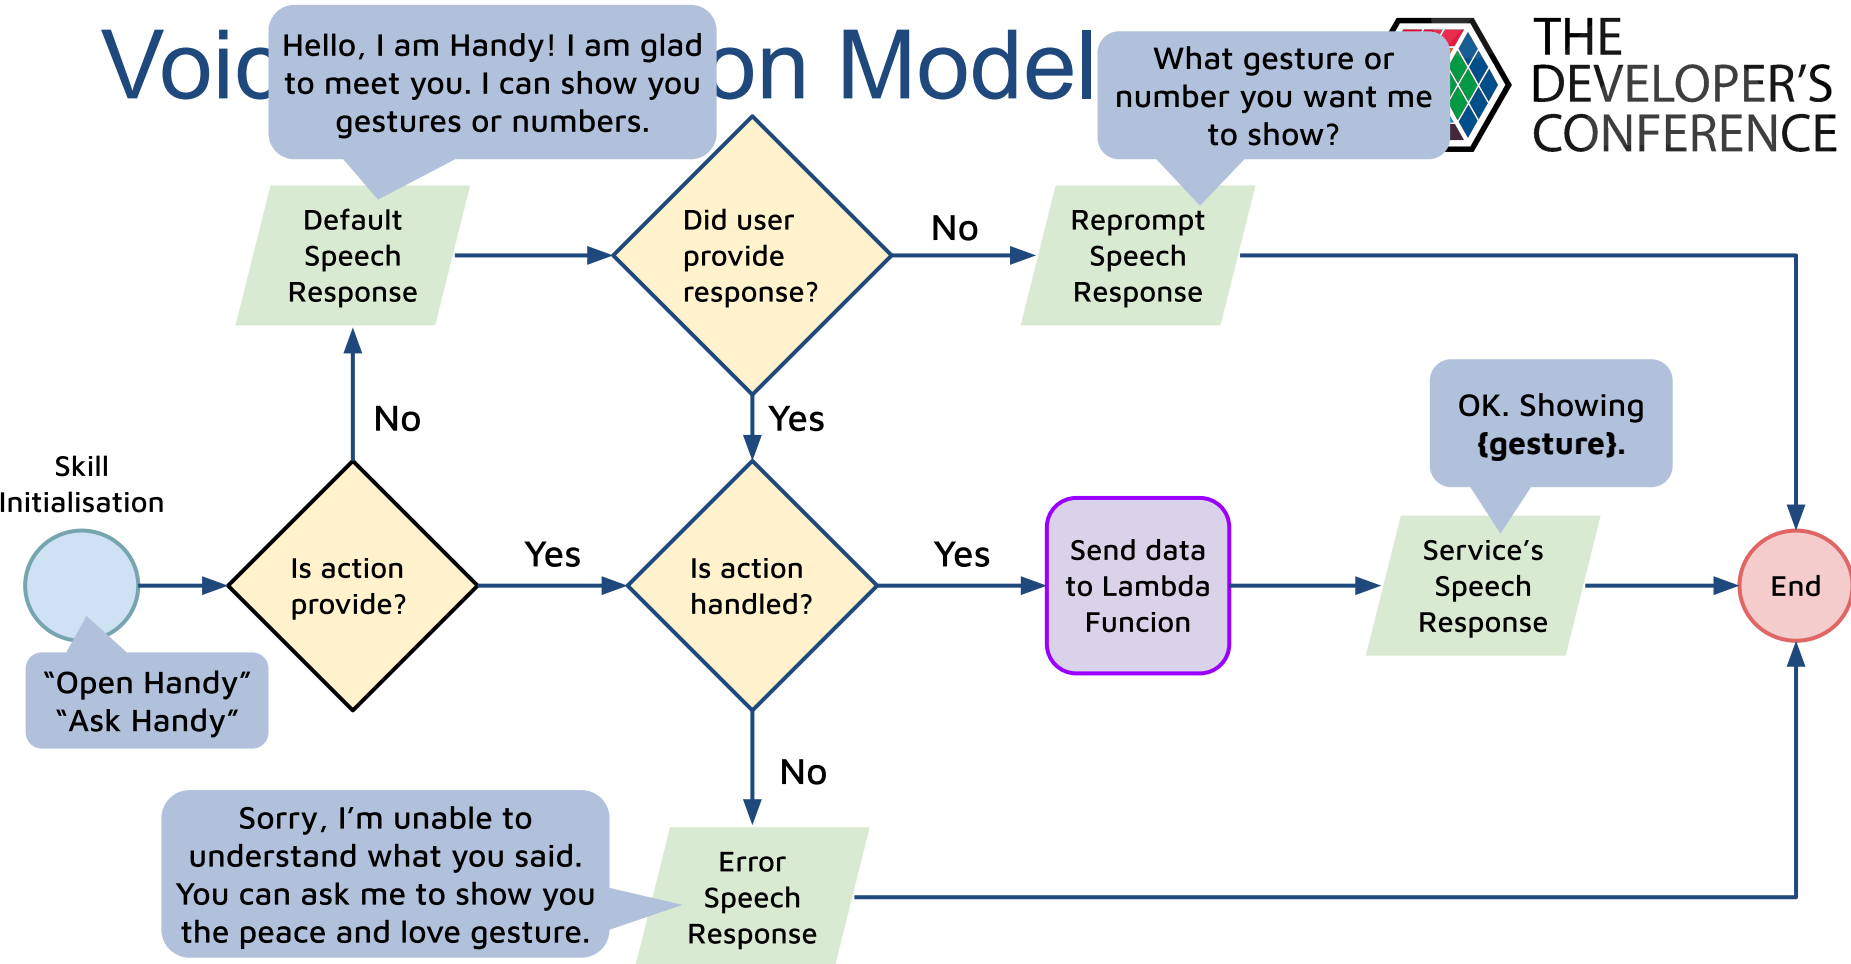 Voic
on Model
THE
DEVELOPER'S
CONFERENCE
Hello, I am Handy! I am glad
to meet you. I can show you
gestures or numbers.
What gesture or
number you want me
to show?
Default
Speech
Response
Did user
provide
response?
No
Reprompt
Speech
Response
No
Yes
OK. Showing
{gesture}.
Skill
Initialisation
Is action
provide?
Yes
Is action
handled?
Yes
Send data
to Lambda
Funcion
Service's
Speech
Response
End
“Open Handy”
“Ask Handy”
No
Sorry, I'm unable to
understand what you said.
You can ask me to show you
the peace and love gesture.
Error
Speech
Response